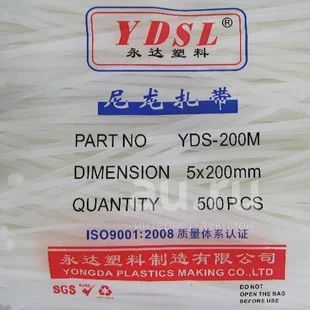 YDSL®
永达塑料
尼龙扎带
PART NO YDS-200M
DIMENSION 5x200mm
QUANTITY 500PCS
ISO9001:2008 质量体系认证
永达塑料制造有限公司
YONGDA PLASTICS MAKING CO.,LTD.
SGS
DO NOT
OPEN THE BAG
BEFORE USE